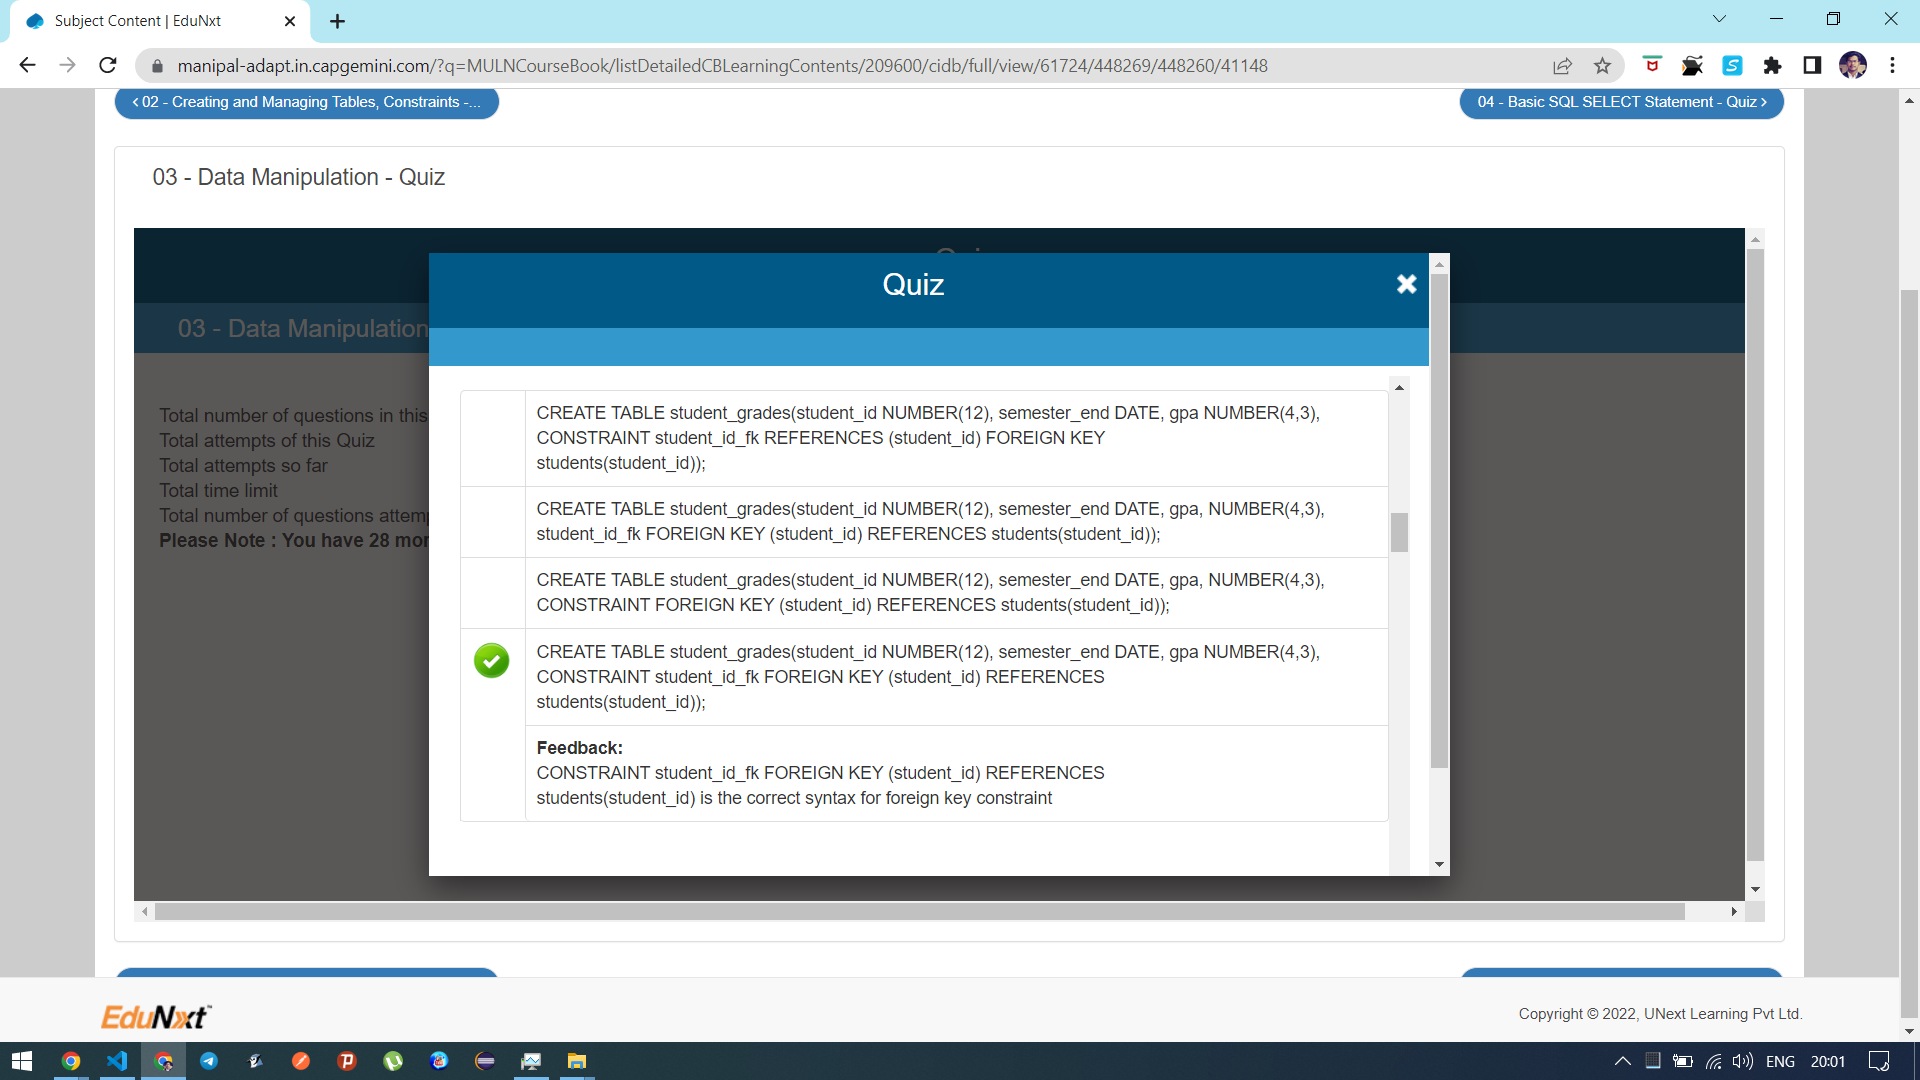 Subject Content | EduNxt
manipal-adapt.in.capgemini.com/?q=MULNCourseBook/listDetailedCBLearningContents/209600/cidb/full/view/61724/448269/448260/41148
< 02 - Creating and Managing Tables, Constraints -...
04 - Basic SQL SELECT Statement - Quiz >
03 - Data Manipulation - Quiz
Quiz
03 - Data Manipulation
Total number of questions in this
Total attempts of this Quiz
Total attempts so far
Total time limit
Total number of questions attemp
Please Note : You have 28 mor
CREATE TABLE student_grades(student_id NUMBER(12), semester_end DATE, gpa NUMBER(4,3),
CONSTRAINT student_id_fk REFERENCES (student_id) FOREIGN KEY
students(student_id));
CREATE TABLE student_grades(student_id NUMBER(12), semester_end DATE, gpa, NUMBER(4,3),
student_id_fk FOREIGN KEY (student_id) REFERENCES students(student_id));
CREATE TABLE student_grades(student_id NUMBER(12), semester_end DATE, gpa, NUMBER(4,3),
CONSTRAINT FOREIGN KEY (student_id) REFERENCES students(student_id));
CREATE TABLE student_grades(student_id NUMBER(12), semester_end DATE, gpa NUMBER(4,3),
CONSTRAINT student_id_fk FOREIGN KEY (student_id) REFERENCES
students(student_id));
Feedback:
CONSTRAINT student_id_fk FOREIGN KEY (student_id) REFERENCES
students(student_id) is the correct syntax for foreign key constraint
EduNxt™
Copyright © 2022, UNext Learning Pvt Ltd.
ENG 20:01